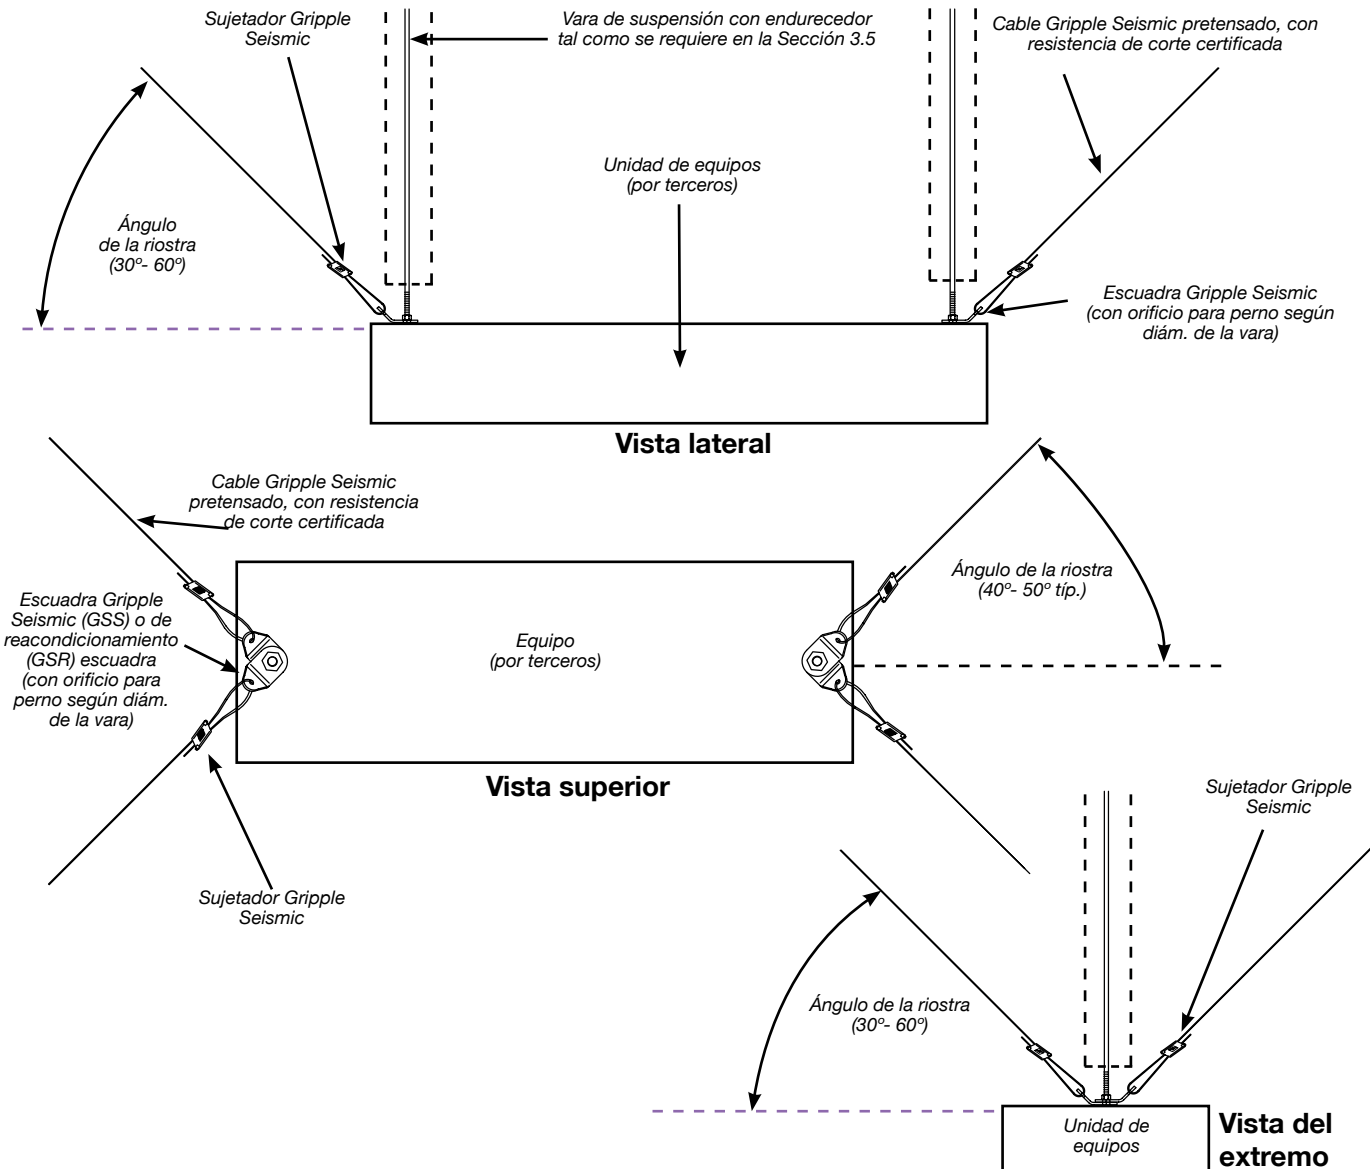 Sujetador Gripple
Seismic
Vara de suspensión con endurecedor
tal como se requiere en la Sección 3.5
Cable Gripple Seismic pretensado, con
resistencia de corte certificada
Unidad de equipos
(por terceros)
Ángulo
de la riostra
(30º- 60º)
Escuadra Gripple Seismic
(con orificio para perno según
diám. de la vara)
Vista lateral
Cable Gripple Seismic
pretensado, con resistencia
de corte certificada
Ángulo de la riostra
(40º- 50º típ.)
Escuadra Gripple
Seismic (GSS) o de
reacondicionamiento
(GSR) escuadra
(con orificio para
perno según diám.
de la vara)
Equipo
(por terceros)
Vista superior
Sujetador Gripple
Seismic
Sujetador Gripple
Seismic
Ángulo de la riostra
(30º- 60º)
Unidad de
equipos
Vista del
extremo